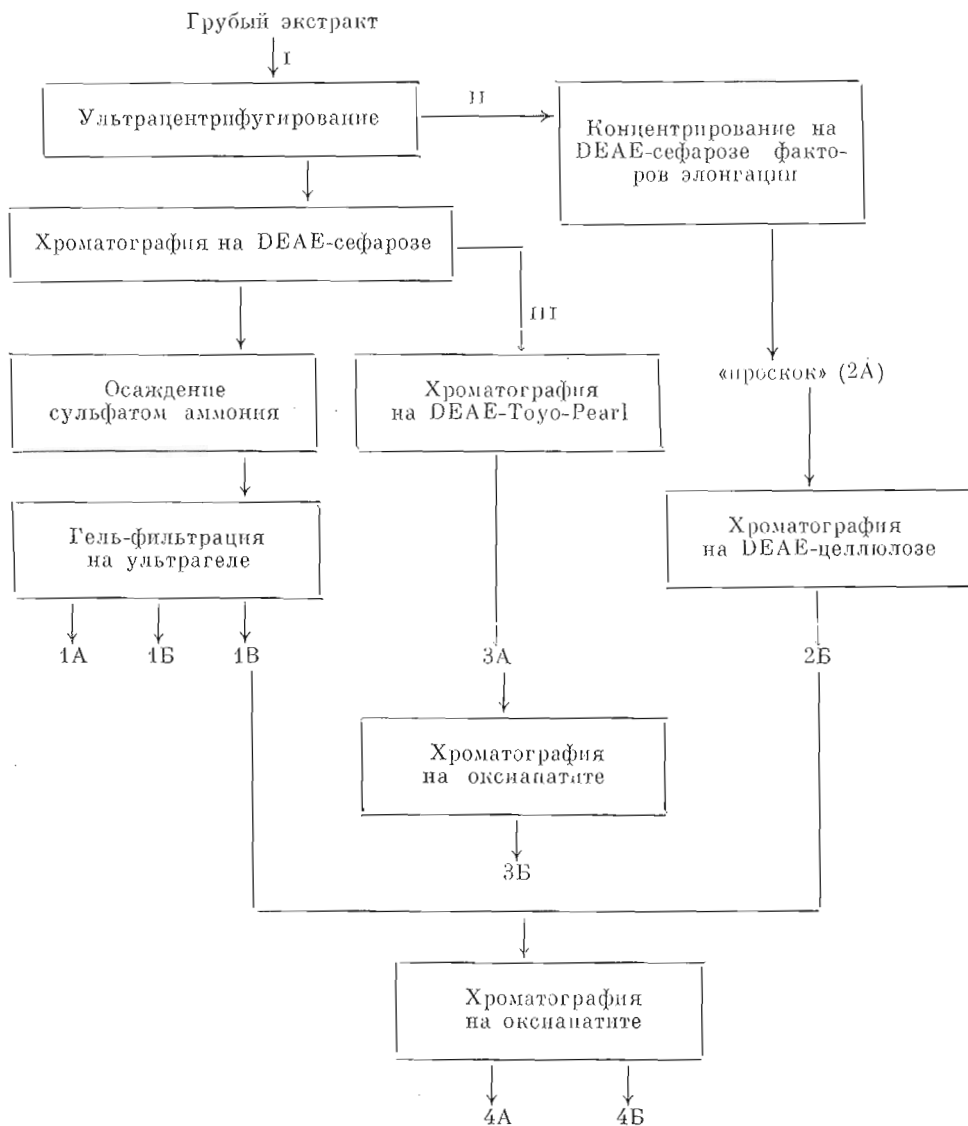 Грубый экстракт
I
Ультрацентрифугирование
II
Концентрирование на
DEAE-сефарозе факто-
ров элонгации
Хроматография на DEAE-сефарозе
III
Осаждение
сульфатом аммония
Хроматография
на DEAE-Toyo-Pearl
«проскок» (2А)
Гель-фильтрация
на ультрагеле
Хроматография
на DEAE-целлюлозе
1А 1Б 1В 3А 2Б
Хроматография
на оксиапатите
3Б
Хроматография
на оксиапатите
4А 4Б